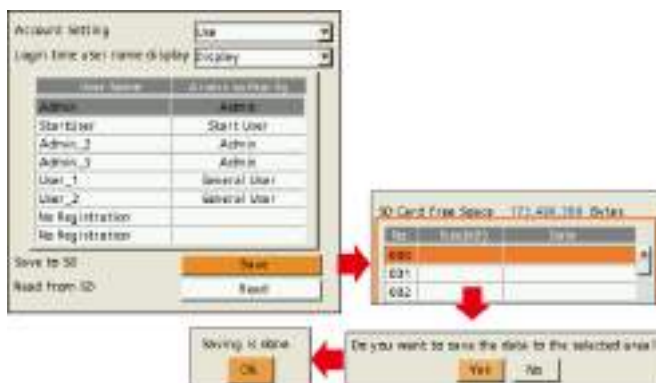 Account Setting Use
Login time user name display Display
User Name Access authority
Admin Admin
StartUser Start User
Admin_2 Admin
Admin_3 Admin
User_1 General User
User_2 General User
No Registration
No Registration
Save to SD Save
Read from SD Read
SD Card Free Space Bytes
No. Date
000
001
002
Do you want to save the data to the selected area?
Yes No
Saving is done
OK